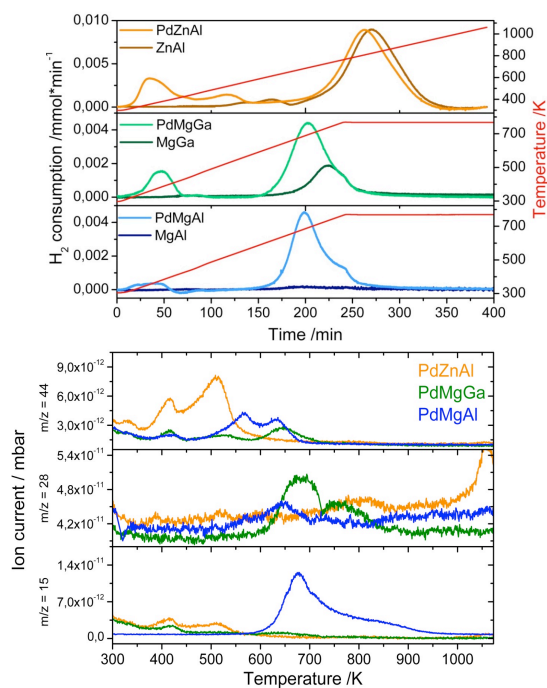 0,010
0,005
0,000
PdZnAl
ZnAl
1000
800
600
400
0,004
0,002
0,000
PdMgGa
MgGa
700
500
300
0,004
0,002
0,000
PdMgAl
MgAl
700
500
300
H2 consumption /mmol*min-1
Temperature /K
0 50 100 150 200 250 300 350 400
Time /min
9,0x10-12
6,0x10-12
3,0x10-12
m/z = 44
PdZnAl
PdMgGa
PdMgAl
5,4x10-11
4,8x10-11
4,2x10-11
m/z = 28
1,4x10-11
7,0x10-12
0,0
m/z = 15
Ion current / mbar
300 400 500 600 700 800 900 1000
Temperature /K